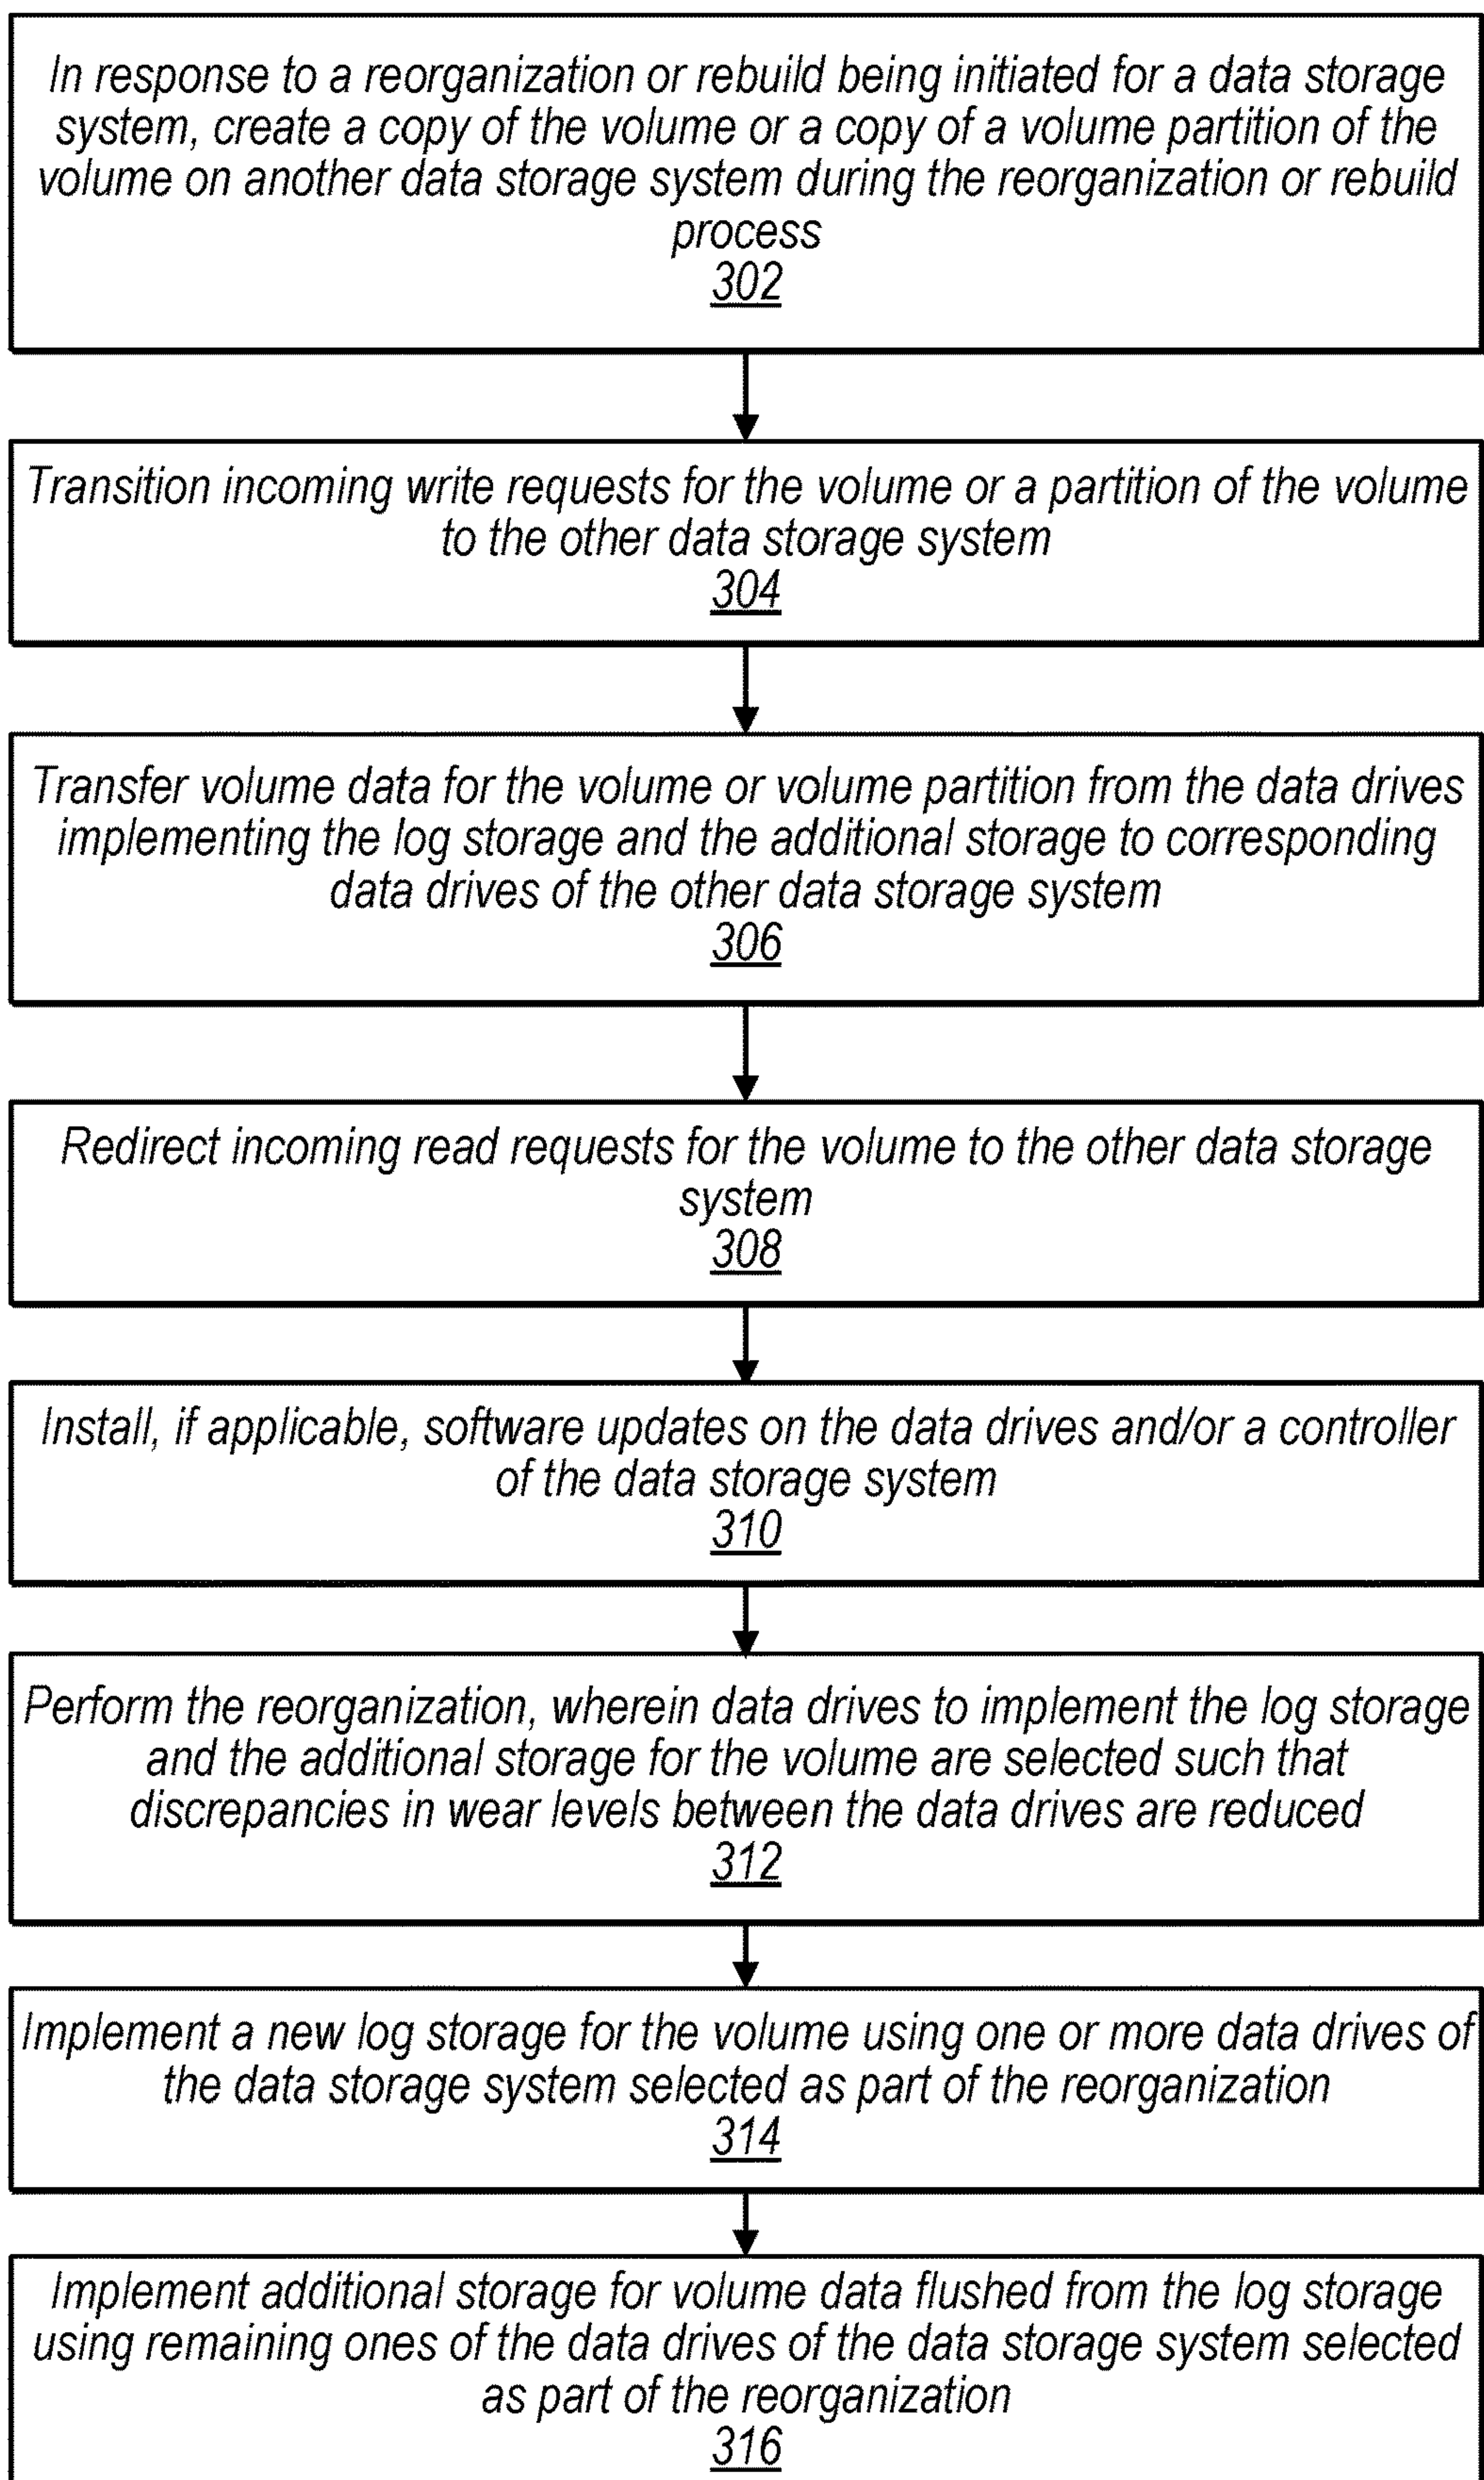 In response to a reorganization or rebuild being initiated for a data storage
system, create a copy of the volume or a copy of a volume partition of the
volume on another data storage system during the reorganization or rebuild
process
302
Transition incoming write requests for the volume or a partition of the volume
to the other data storage system
304
Transfer volume data for the volume or volume partition from the data drives
implementing the log storage and the additional storage to corresponding
data drives of the other data storage system
306
Redirect incoming read requests for the volume to the other data storage
system
308
Install, if applicable, software updates on the data drives and/or a controller
of the data storage system
310
Perform the reorganization, wherein data drives to implement the log storage
and the additional storage for the volume are selected such that
discrepancies in wear levels between the data drives are reduced
312
Implement a new log storage for the volume using one or more data drives of
the data storage system selected as part of the reorganization
314
Implement additional storage for volume data flushed from the log storage
using remaining ones of the data drives of the data storage system selected
as part of the reorganization
316